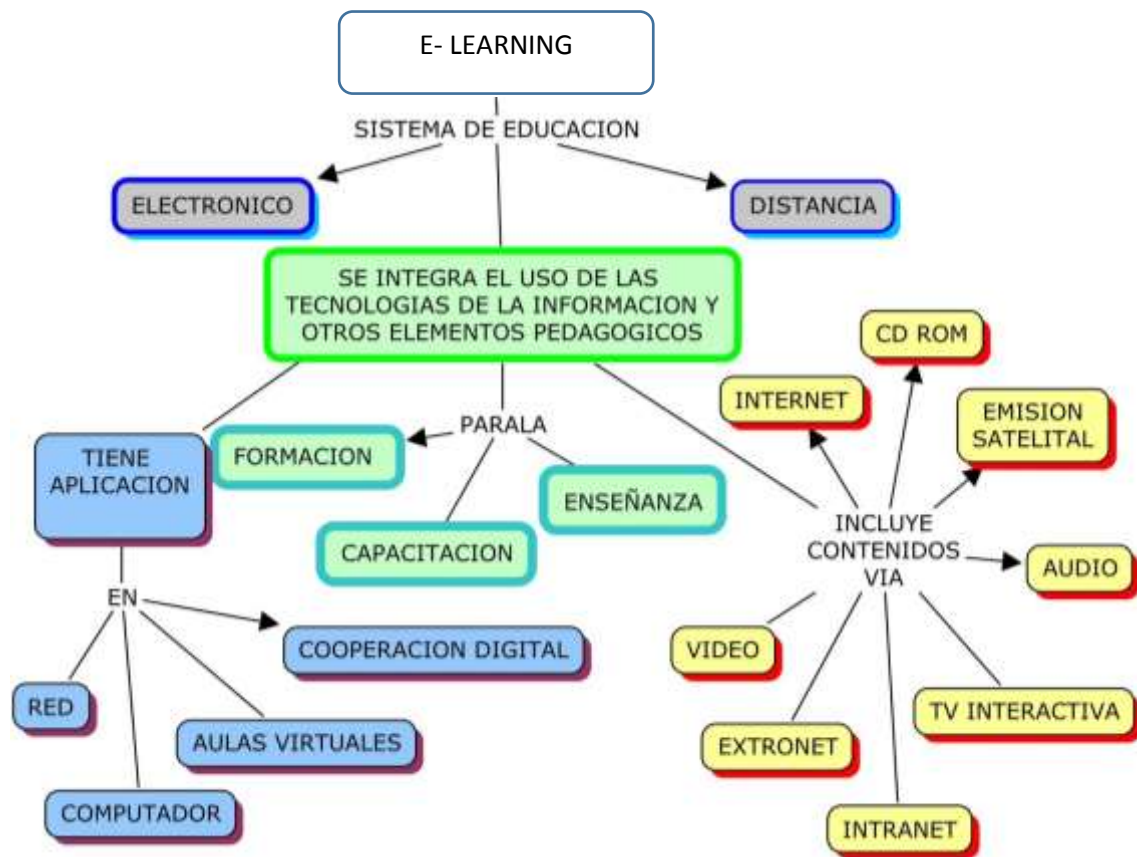 E- LEARNING
SISTEMA DE EDUCACION
ELECTRONICO
DISTANCIA
SE INTEGRA EL USO DE LAS
TECNOLOGIAS DE LA INFORMACION Y
OTROS ELEMENTOS PEDAGOGICOS
TIENE
APLICACION
EN
RED
COMPUTADOR
AULAS VIRTUALES
COOPERACION DIGITAL
PARALA
FORMACION
CAPACITACION
ENSEÑANZA
INCLUYE
CONTENIDOS
VIA
INTERNET
CD ROM
EMISION
SATELITAL
AUDIO
TV INTERACTIVA
INTRANET
EXTRONET
VIDEO